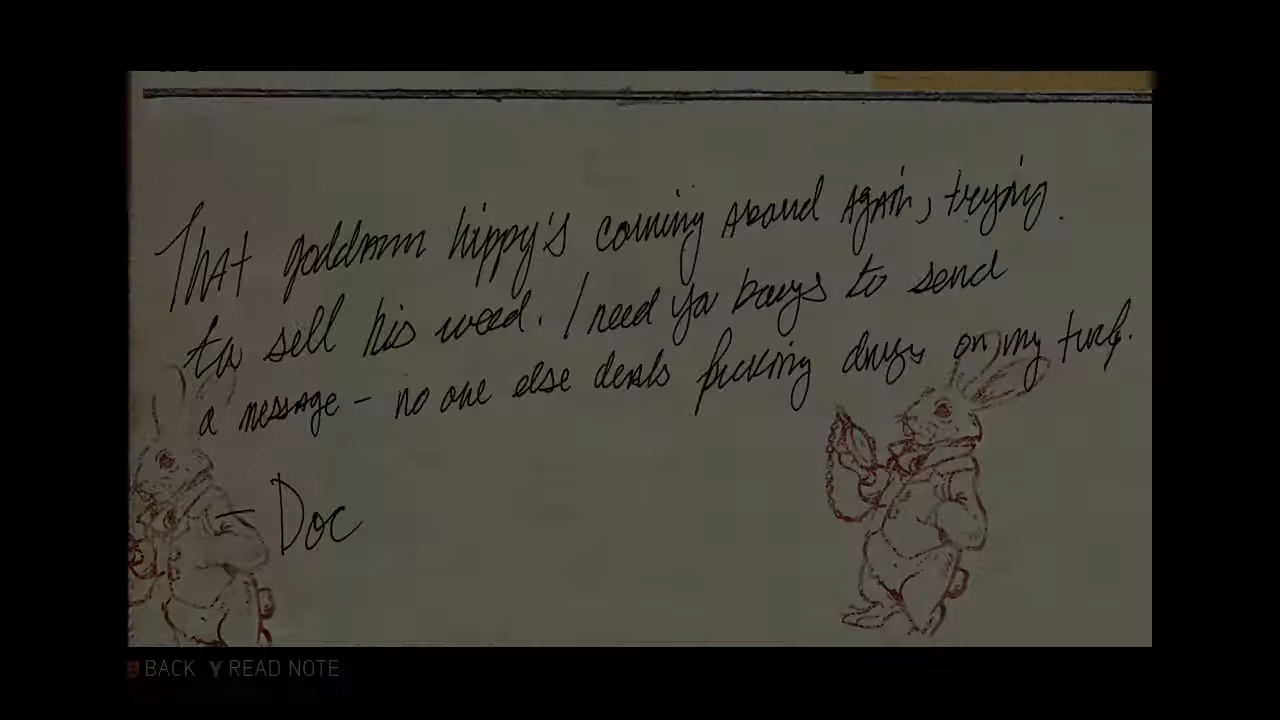 That goddamn hippy's coming around again, trying
to sell his weed. I need ya boys to send
a message - no one else deals fucking drugs on my turf.
- Doc
B BACK Y READ NOTE